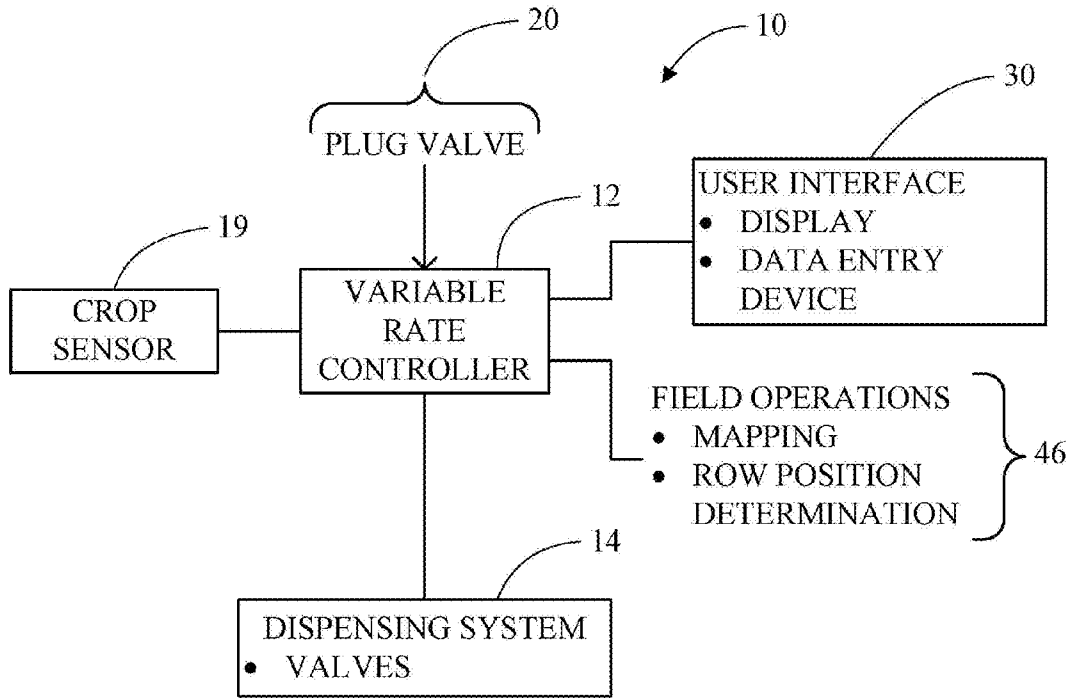 20
10
30
PLUG VALVE
12
USER INTERFACE
• DISPLAY
• DATA ENTRY
DEVICE
19
CROP
SENSOR
VARIABLE
RATE
CONTROLLER
FIELD OPERATIONS
• MAPPING
• ROW POSITION
DETERMINATION
46
14
DISPENSING SYSTEM
• VALVES